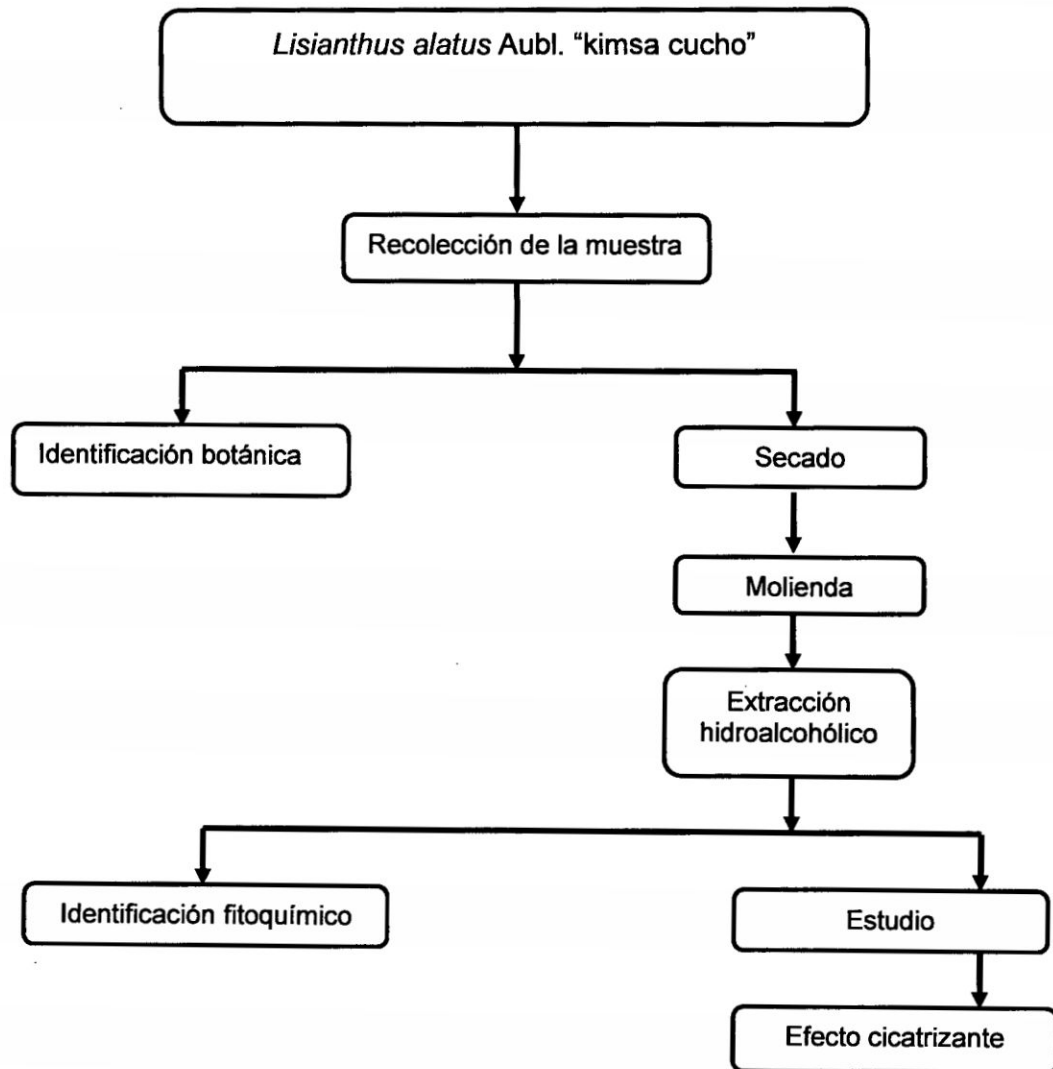 Lisianthus alatus Aubl. “kimsa cucho”
Recolección de la muestra
Identificación botánica
Secado
Molienda
Extracción
hidroalcohólico
Identificación fitoquímico
Estudio
Efecto cicatrizante